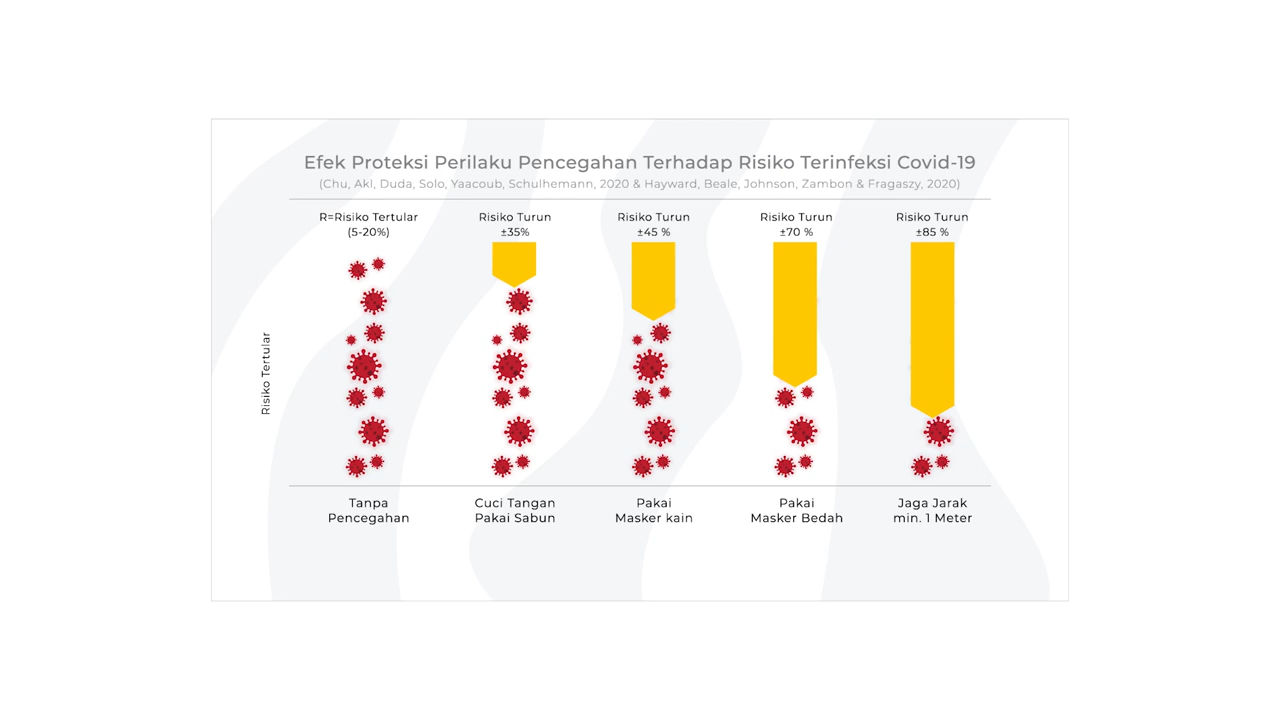 Efek Proteksi Perilaku Pencegahan Terhadap Risiko Terinfeksi Covid-19
(Chu, Akl, Duda, Solo, Yaacoub, Schulhemann, 2020 & Hayward, Beale, Johnson, Zambon & Fragaszy, 2020)
R=Risiko Tertular
(5-20%)
Risiko Turun
±35%
Risiko Turun
±45 %
Risiko Turun
±70 %
Risiko Turun
±85 %
Risiko Tertular
Tanpa
Pencegahan
Cuci Tangan
Pakai Sabun
Pakai
Masker kain
Pakai
Masker Bedah
Jaga Jarak
min. 1 Meter